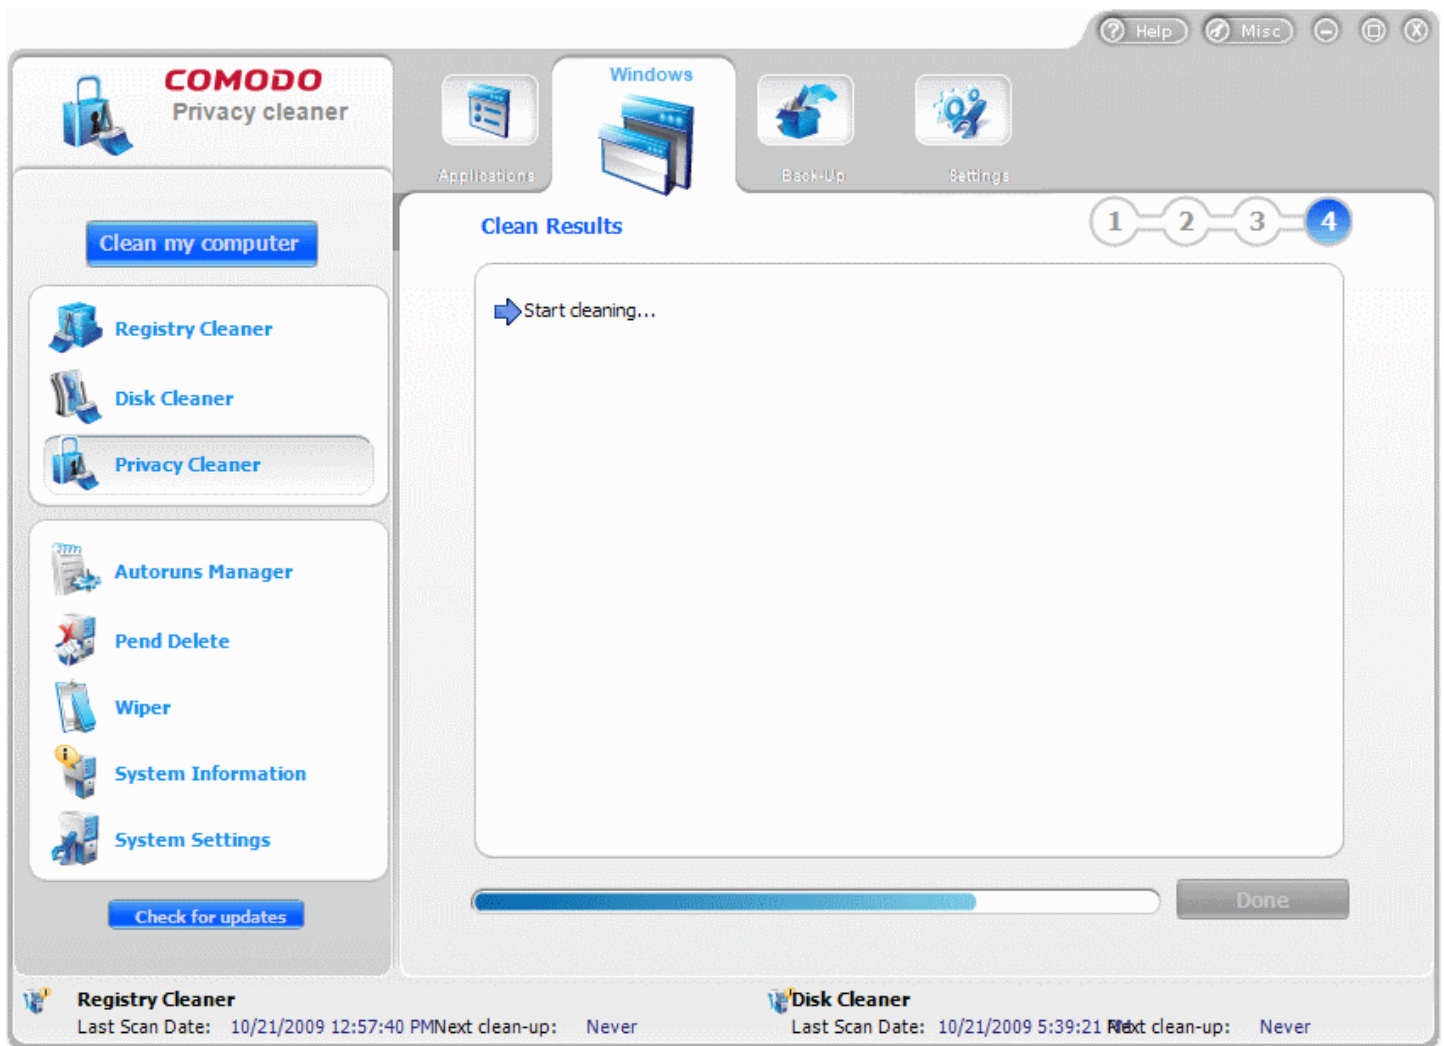 Help
Misc
COMODO
Privacy cleaner
Applications
Windows
Back-Up
Settings
Clean my computer
Registry Cleaner
Disk Cleaner
Privacy Cleaner
Autoruns Manager
Pend Delete
Wiper
System Information
System Settings
Check for updates
Clean Results
1 2 3 4
Start cleaning...
Done
Registry Cleaner
Last Scan Date: 10/21/2009 12:57:40 PM Next clean-up: Never
Disk Cleaner
Last Scan Date: 10/21/2009 5:39:21 Next clean-up: Never